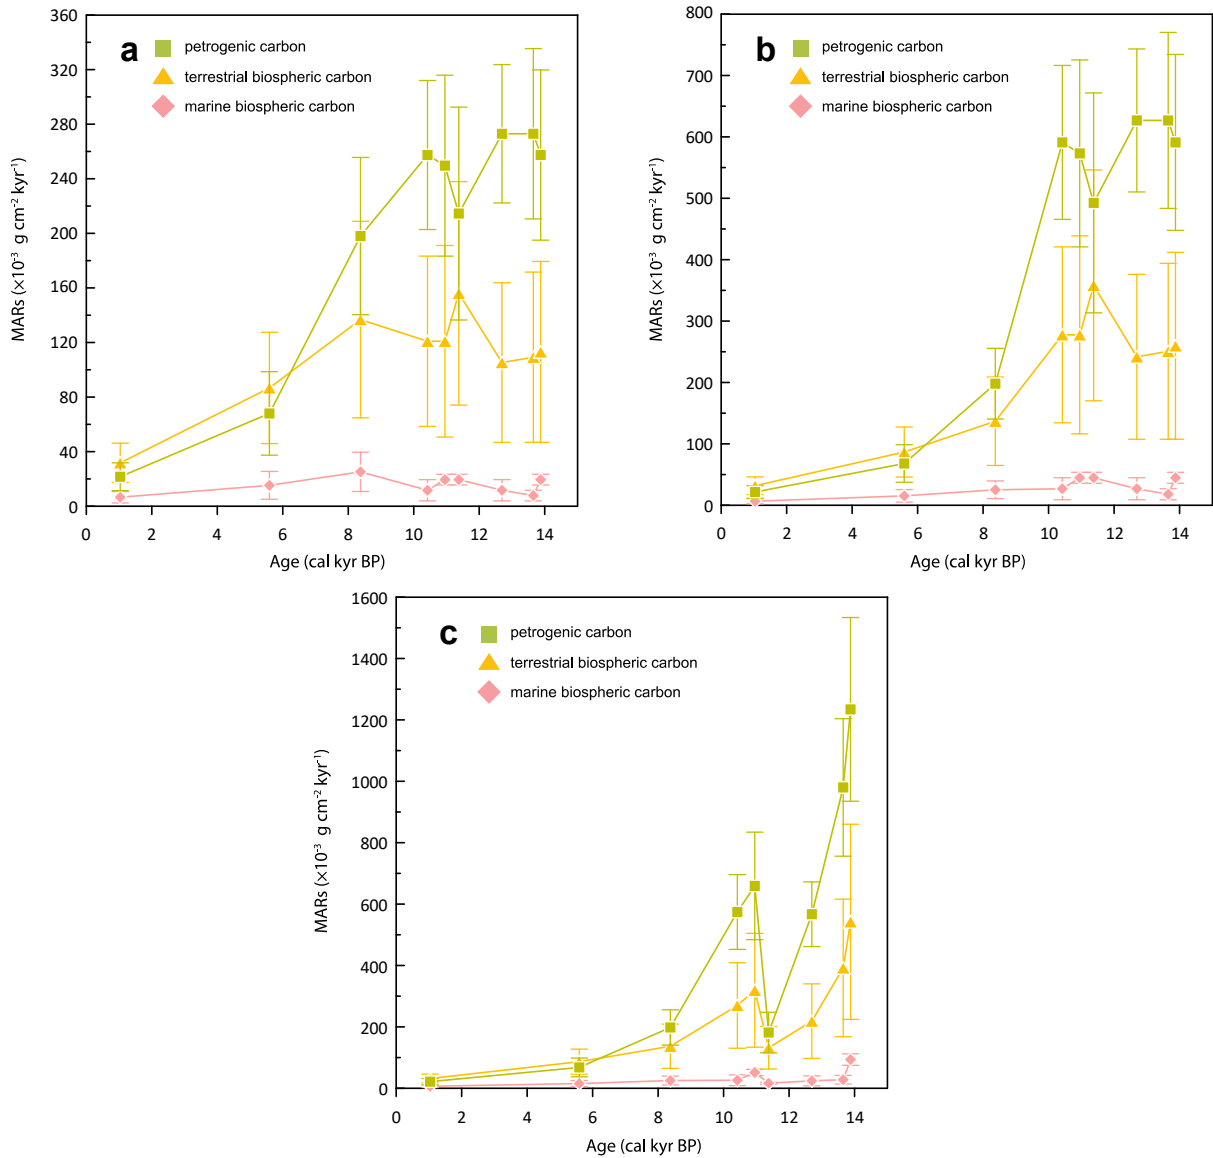 a
petrogenic carbon
terrestrial biospheric carbon
marine biospheric carbon
MARs (×10⁻³ g cm⁻² kyr⁻¹)
360
320
280
240
200
160
120
80
40
0
0 2 4 6 8 10 12 14
Age (cal kyr BP)
b
petrogenic carbon
terrestrial biospheric carbon
marine biospheric carbon
MARs (×10⁻³ g cm⁻² kyr⁻¹)
800
700
600
500
400
300
200
100
0
0 2 4 6 8 10 12 14
Age (cal kyr BP)
c
petrogenic carbon
terrestrial biospheric carbon
marine biospheric carbon
MARs (×10⁻³ g cm⁻² kyr⁻¹)
1600
1400
1200
1000
800
600
400
200
0
0 2 4 6 8 10 12 14
Age (cal kyr BP)